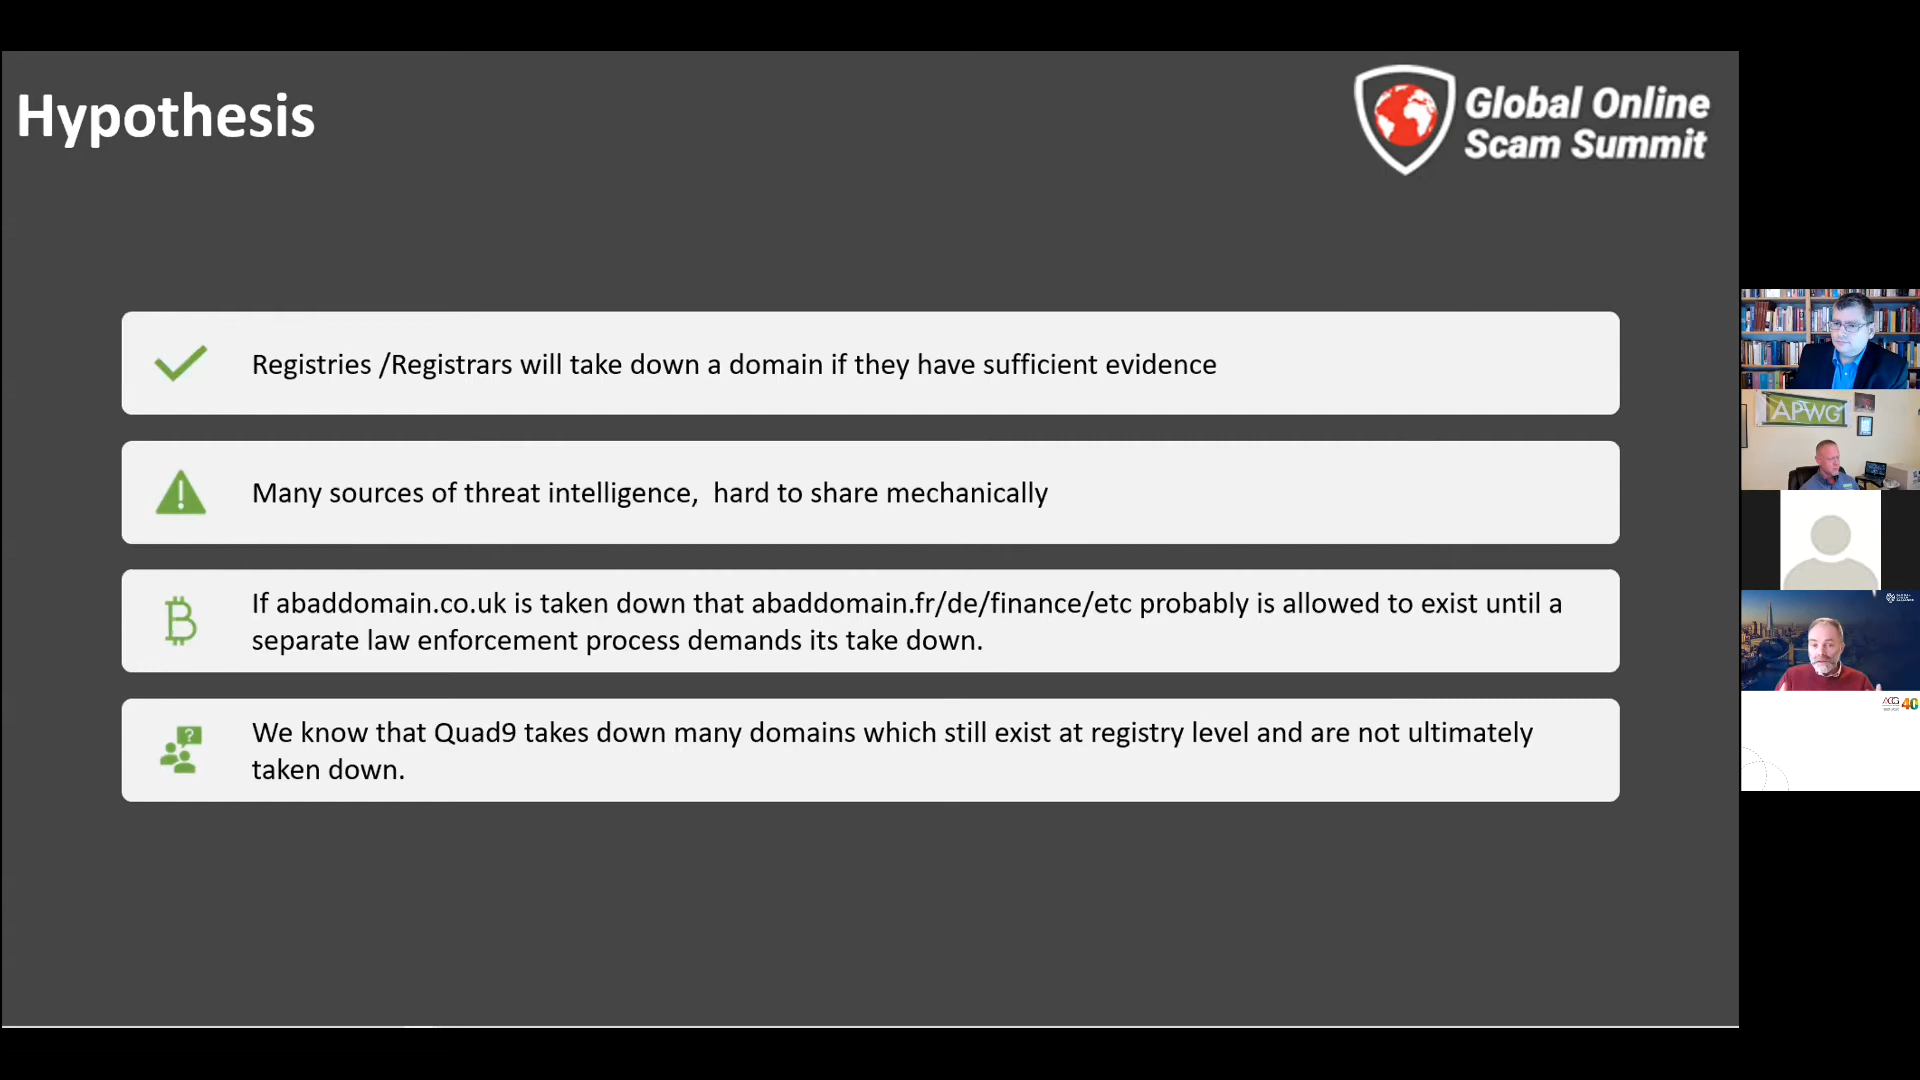 Hypothesis
Global Online
Scam Summit
Registries /Registrars will take down a domain if they have sufficient evidence
Many sources of threat intelligence,  hard to share mechanically
If abaddomain.co.uk is taken down that abaddomain.fr/de/finance/etc probably is allowed to exist until a
separate law enforcement process demands its take down.
?
We know that Quad9 takes down many domains which still exist at registry level and are not ultimately
taken down.
APWG
40